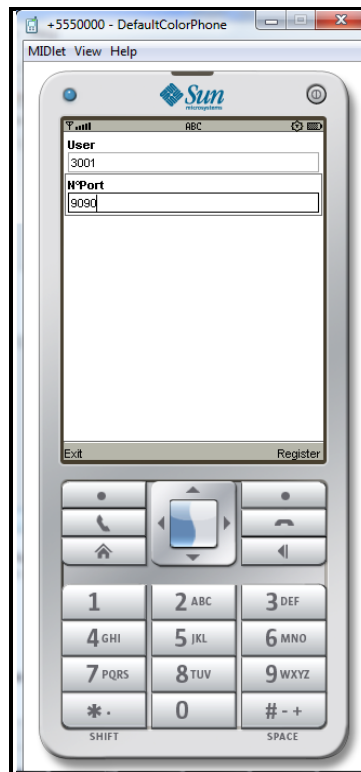 +5550000 - DefaultColorPhone
MIDlet View Help
Sun
microsystems
ABC
User
3001
N°Port
9090
Exit Register
1 2 ABC 3 DEF
4 GHI 5 JKL 6 MNO
7 PQRS 8 TUV 9 WXYZ
* . 0 # - +
SHIFT SPACE